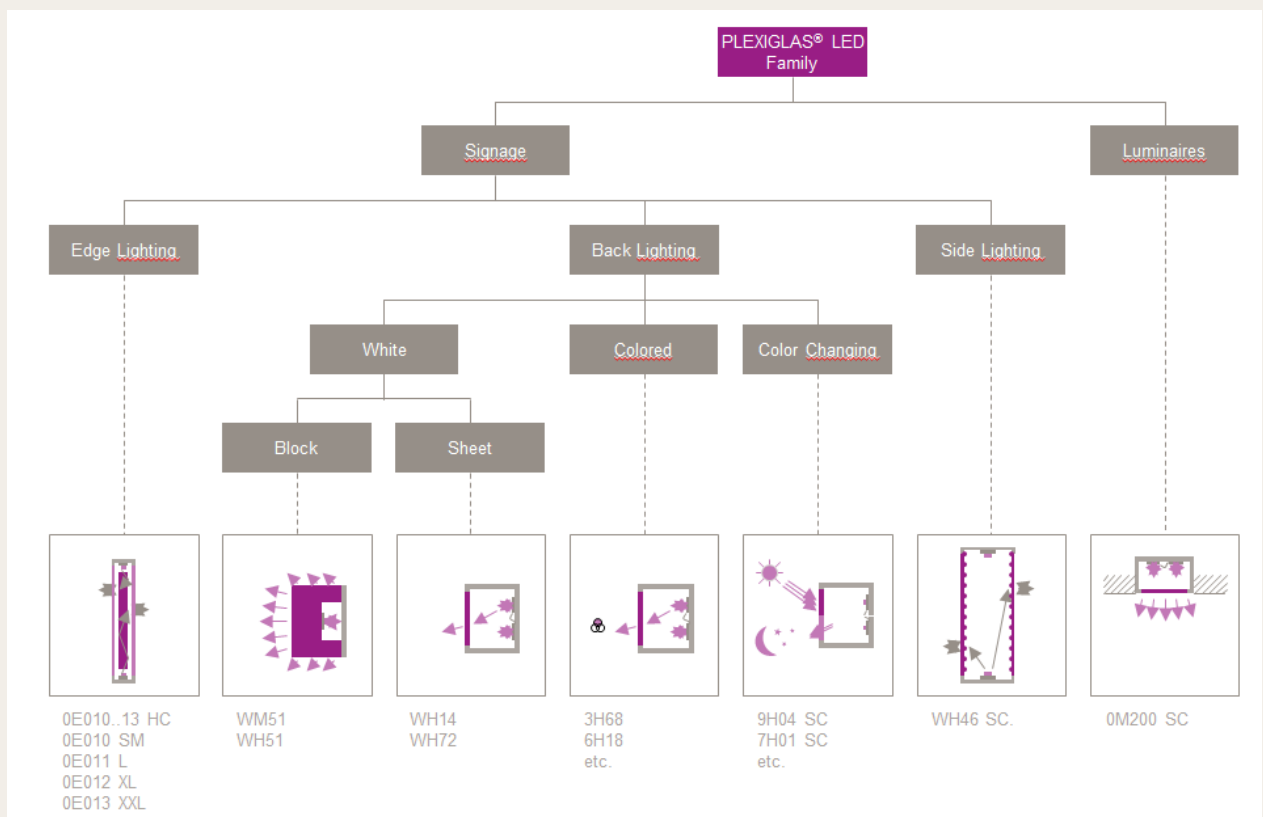 PLEXIGLAS® LED
Family
Signage
Luminaires
Edge Lighting
Back Lighting
Side Lighting
White
Colored
Color Changing
Block
Sheet
0E010..13 HC
0E010 SM
0E011 L
0E012 XL
0E013 XXL
WM51
WH51
WH14
WH72
3H68
6H18
etc.
9H04 SC
7H01 SC
etc.
WH46 SC.
0M200 SC